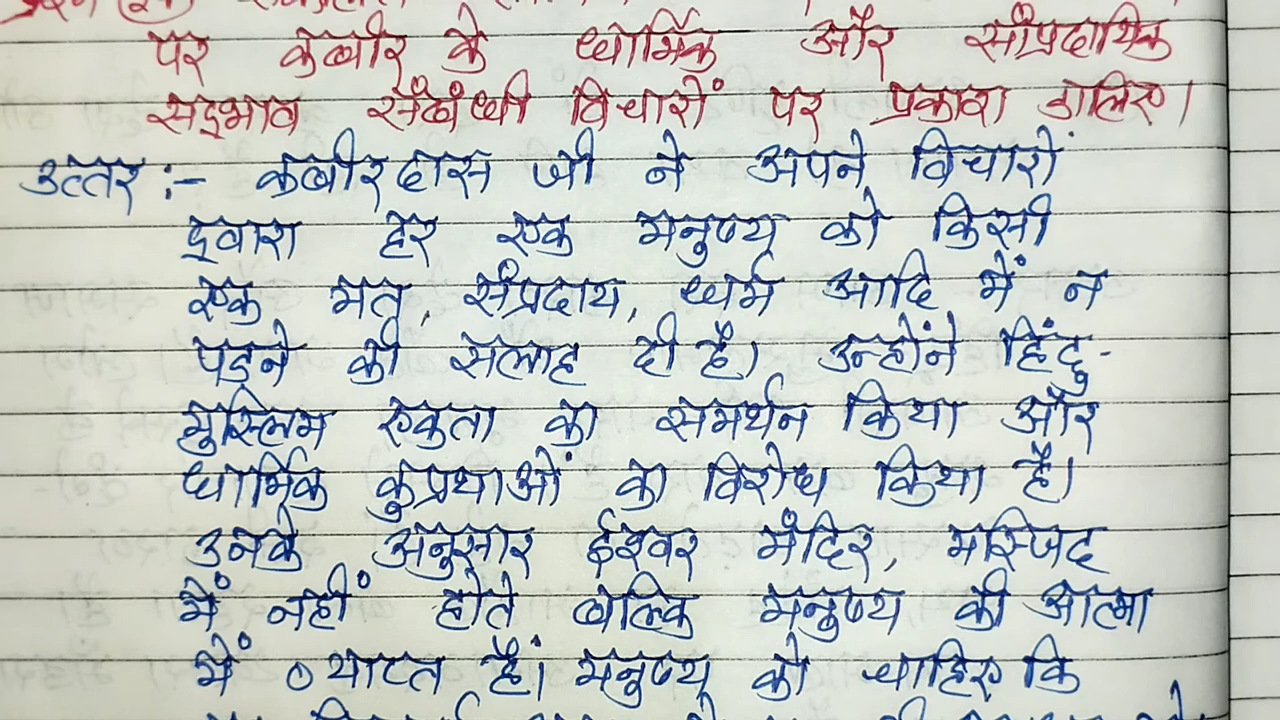 पर कबीर के धार्मिक और सांप्रदायिक
सद्भाव संबंधी विचारों पर प्रकाश डालिए।
उत्तर :- कबीरदास जी ने अपने विचारों
द्वारा हर एक मनुष्य को किसी
एक मत, संप्रदाय, धर्म आदि में न
पड़ने की सलाह दी है। उन्होंने हिंदु-
मुस्लिम एकता का समर्थन किया और
धार्मिक कुप्रथाओं का विरोध किया है।
उनके अनुसार ईश्वर मंदिर, मस्जिद
में नहीं होते बल्कि मनुष्य की आत्मा
में व्याप्त हैं। मनुष्य को चाहिए कि